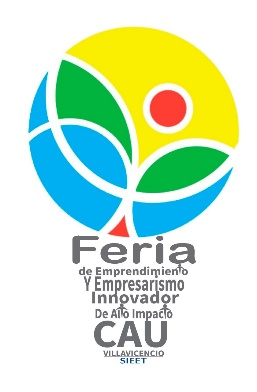 Feria
de Emprendimiento
Y Empresarismo
Innovador
De Alto Impacto
CAU
VILLAVICENCIO
SIEET